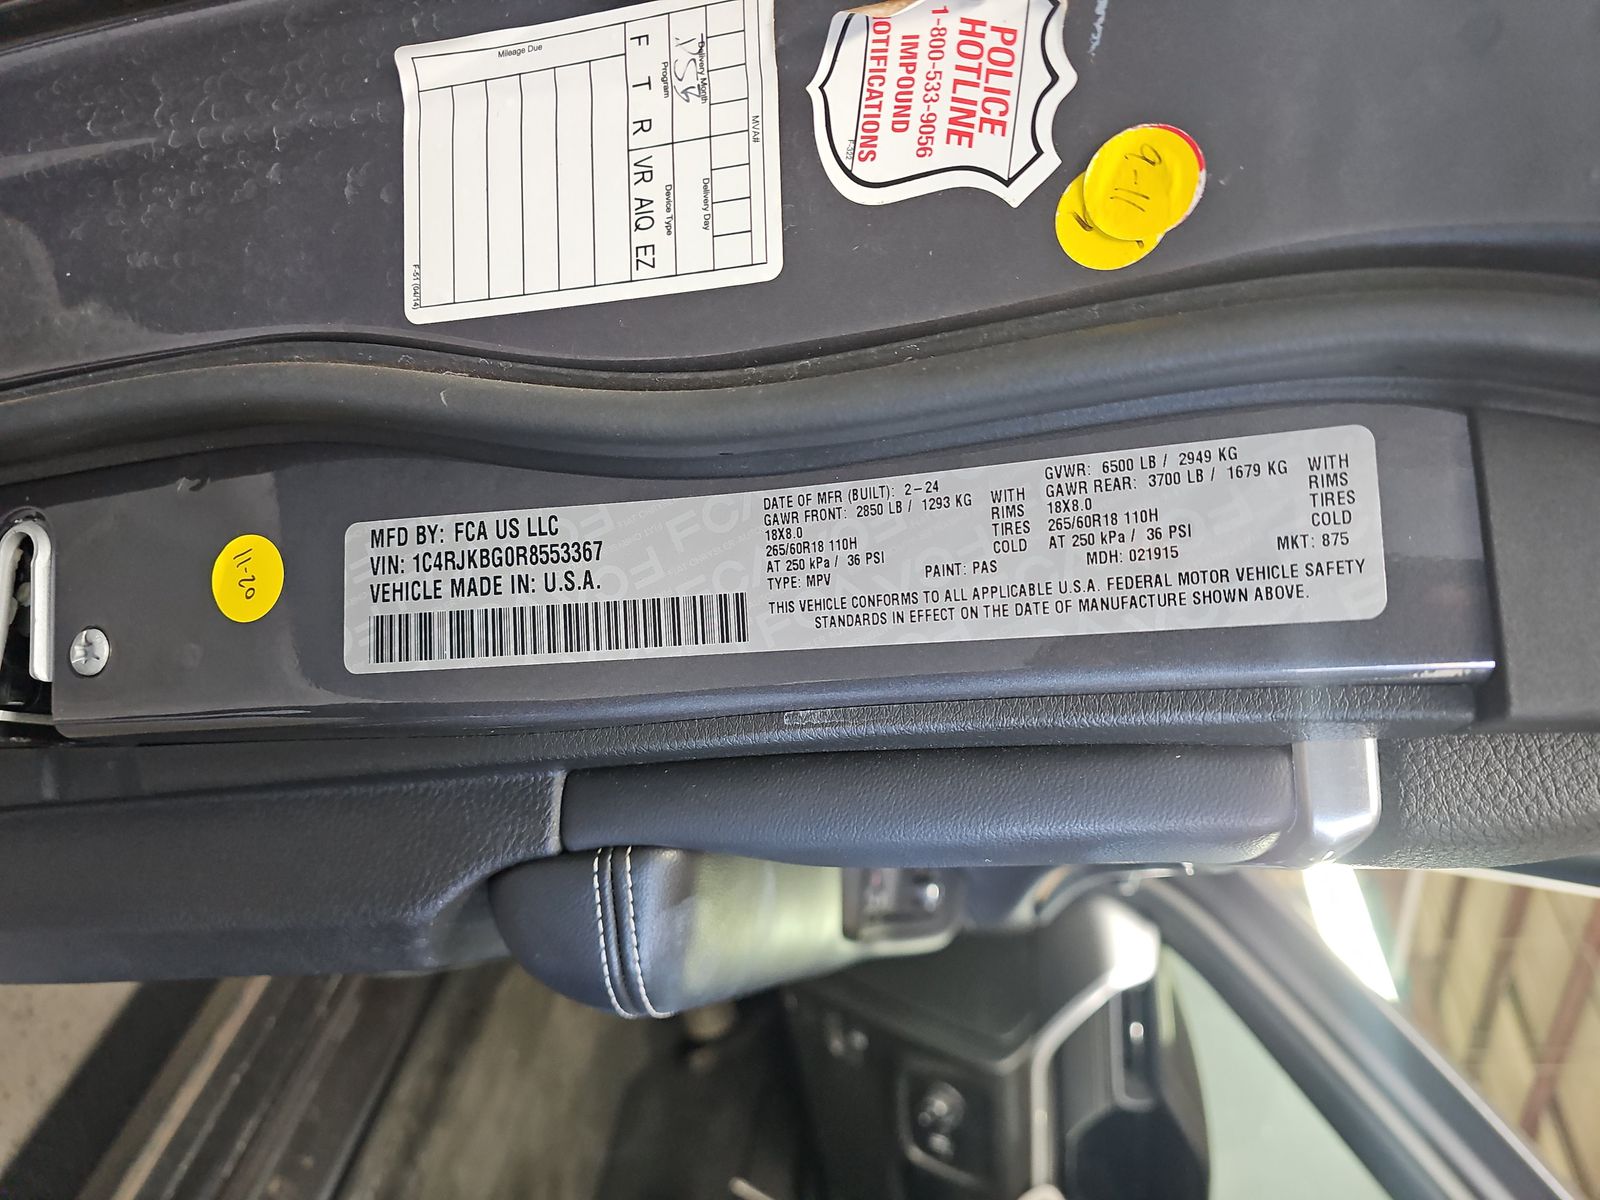 MVA#
Delivery Month
Delivery Day
Program
Device Type
F T R VR AIQ EZ
Mileage Due
F-51 (04/14)
POLICE
HOTLINE
1-800-533-9056
IMPOUND
NOTIFICATIONS
F-322
9-11
11-20
MFD BY: FCA US LLC
VIN: 1C4RJKBG0R8553367
VEHICLE MADE IN: U.S.A.
DATE OF MFR (BUILT): 2-24
GAWR FRONT: 2850 LB / 1293 KG
18X8.0
265/60R18 110H
AT 250 kPa / 36 PSI
WITH
RIMS
TIRES
COLD
TYPE: MPV
PAINT: PAS
GVWR: 6500 LB / 2949 KG
GAWR REAR: 3700 LB / 1679 KG
18X8.0
265/60R18 110H
AT 250 kPa / 36 PSI
WITH
RIMS
TIRES
COLD
MDH: 021915
MKT: 875
THIS VEHICLE CONFORMS TO ALL APPLICABLE U.S.A. FEDERAL MOTOR VEHICLE SAFETY
STANDARDS IN EFFECT ON THE DATE OF MANUFACTURE SHOWN ABOVE.